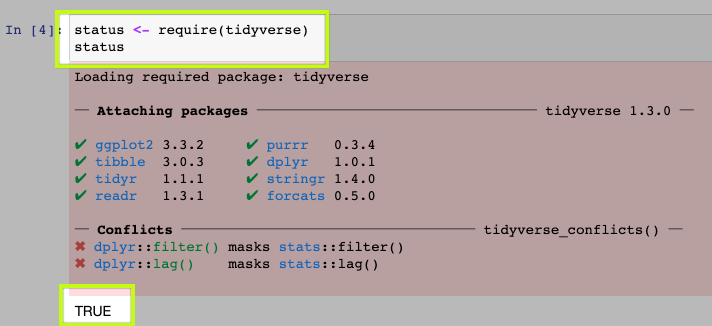 In [4]: status <- require(tidyverse)
status
Loading required package: tidyverse
── Attaching packages ──────────────────── tidyverse 1.3.0 ──
✔ ggplot2 3.3.2 ✔ purrr 0.3.4
✔ tibble 3.0.3 ✔ dplyr 1.0.1
✔ tidyr 1.1.1 ✔ stringr 1.4.0
✔ readr 1.3.1 ✔ forcats 0.5.0
── Conflicts ──────────────────── tidyverse_conflicts() ──
✖ dplyr::filter() masks stats::filter()
✖ dplyr::lag() masks stats::lag()
TRUE